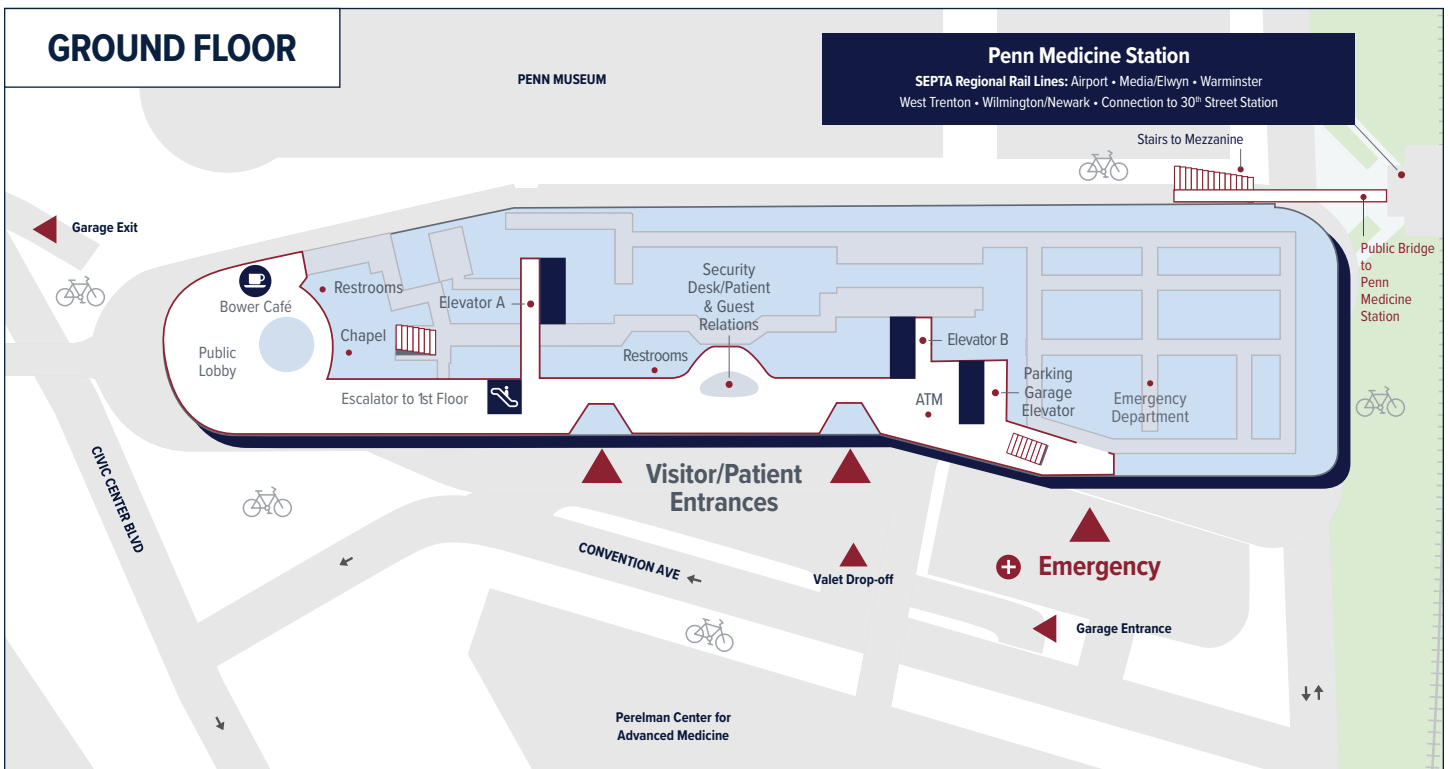 GROUND FLOOR
PENN MUSEUM
Penn Medicine Station
SEPTA Regional Rail Lines: Airport • Media/Elwyn • Warminster
West Trenton • Wilmington/Newark • Connection to 30th Street Station
Stairs to Mezzanine
Garage Exit
Public Bridge
to
Penn
Medicine
Station
Bower Café
Restrooms
Elevator A
Security
Desk/Patient
& Guest
Relations
Chapel
Public
Lobby
Restrooms
Elevator B
Escalator to 1st Floor
ATM
Parking
Garage
Elevator
Emergency
Department
CIVIC CENTER BLVD
Visitor/Patient
Entrances
CONVENTION AVE
Valet Drop-off
Emergency
Garage Entrance
Perelman Center for
Advanced Medicine